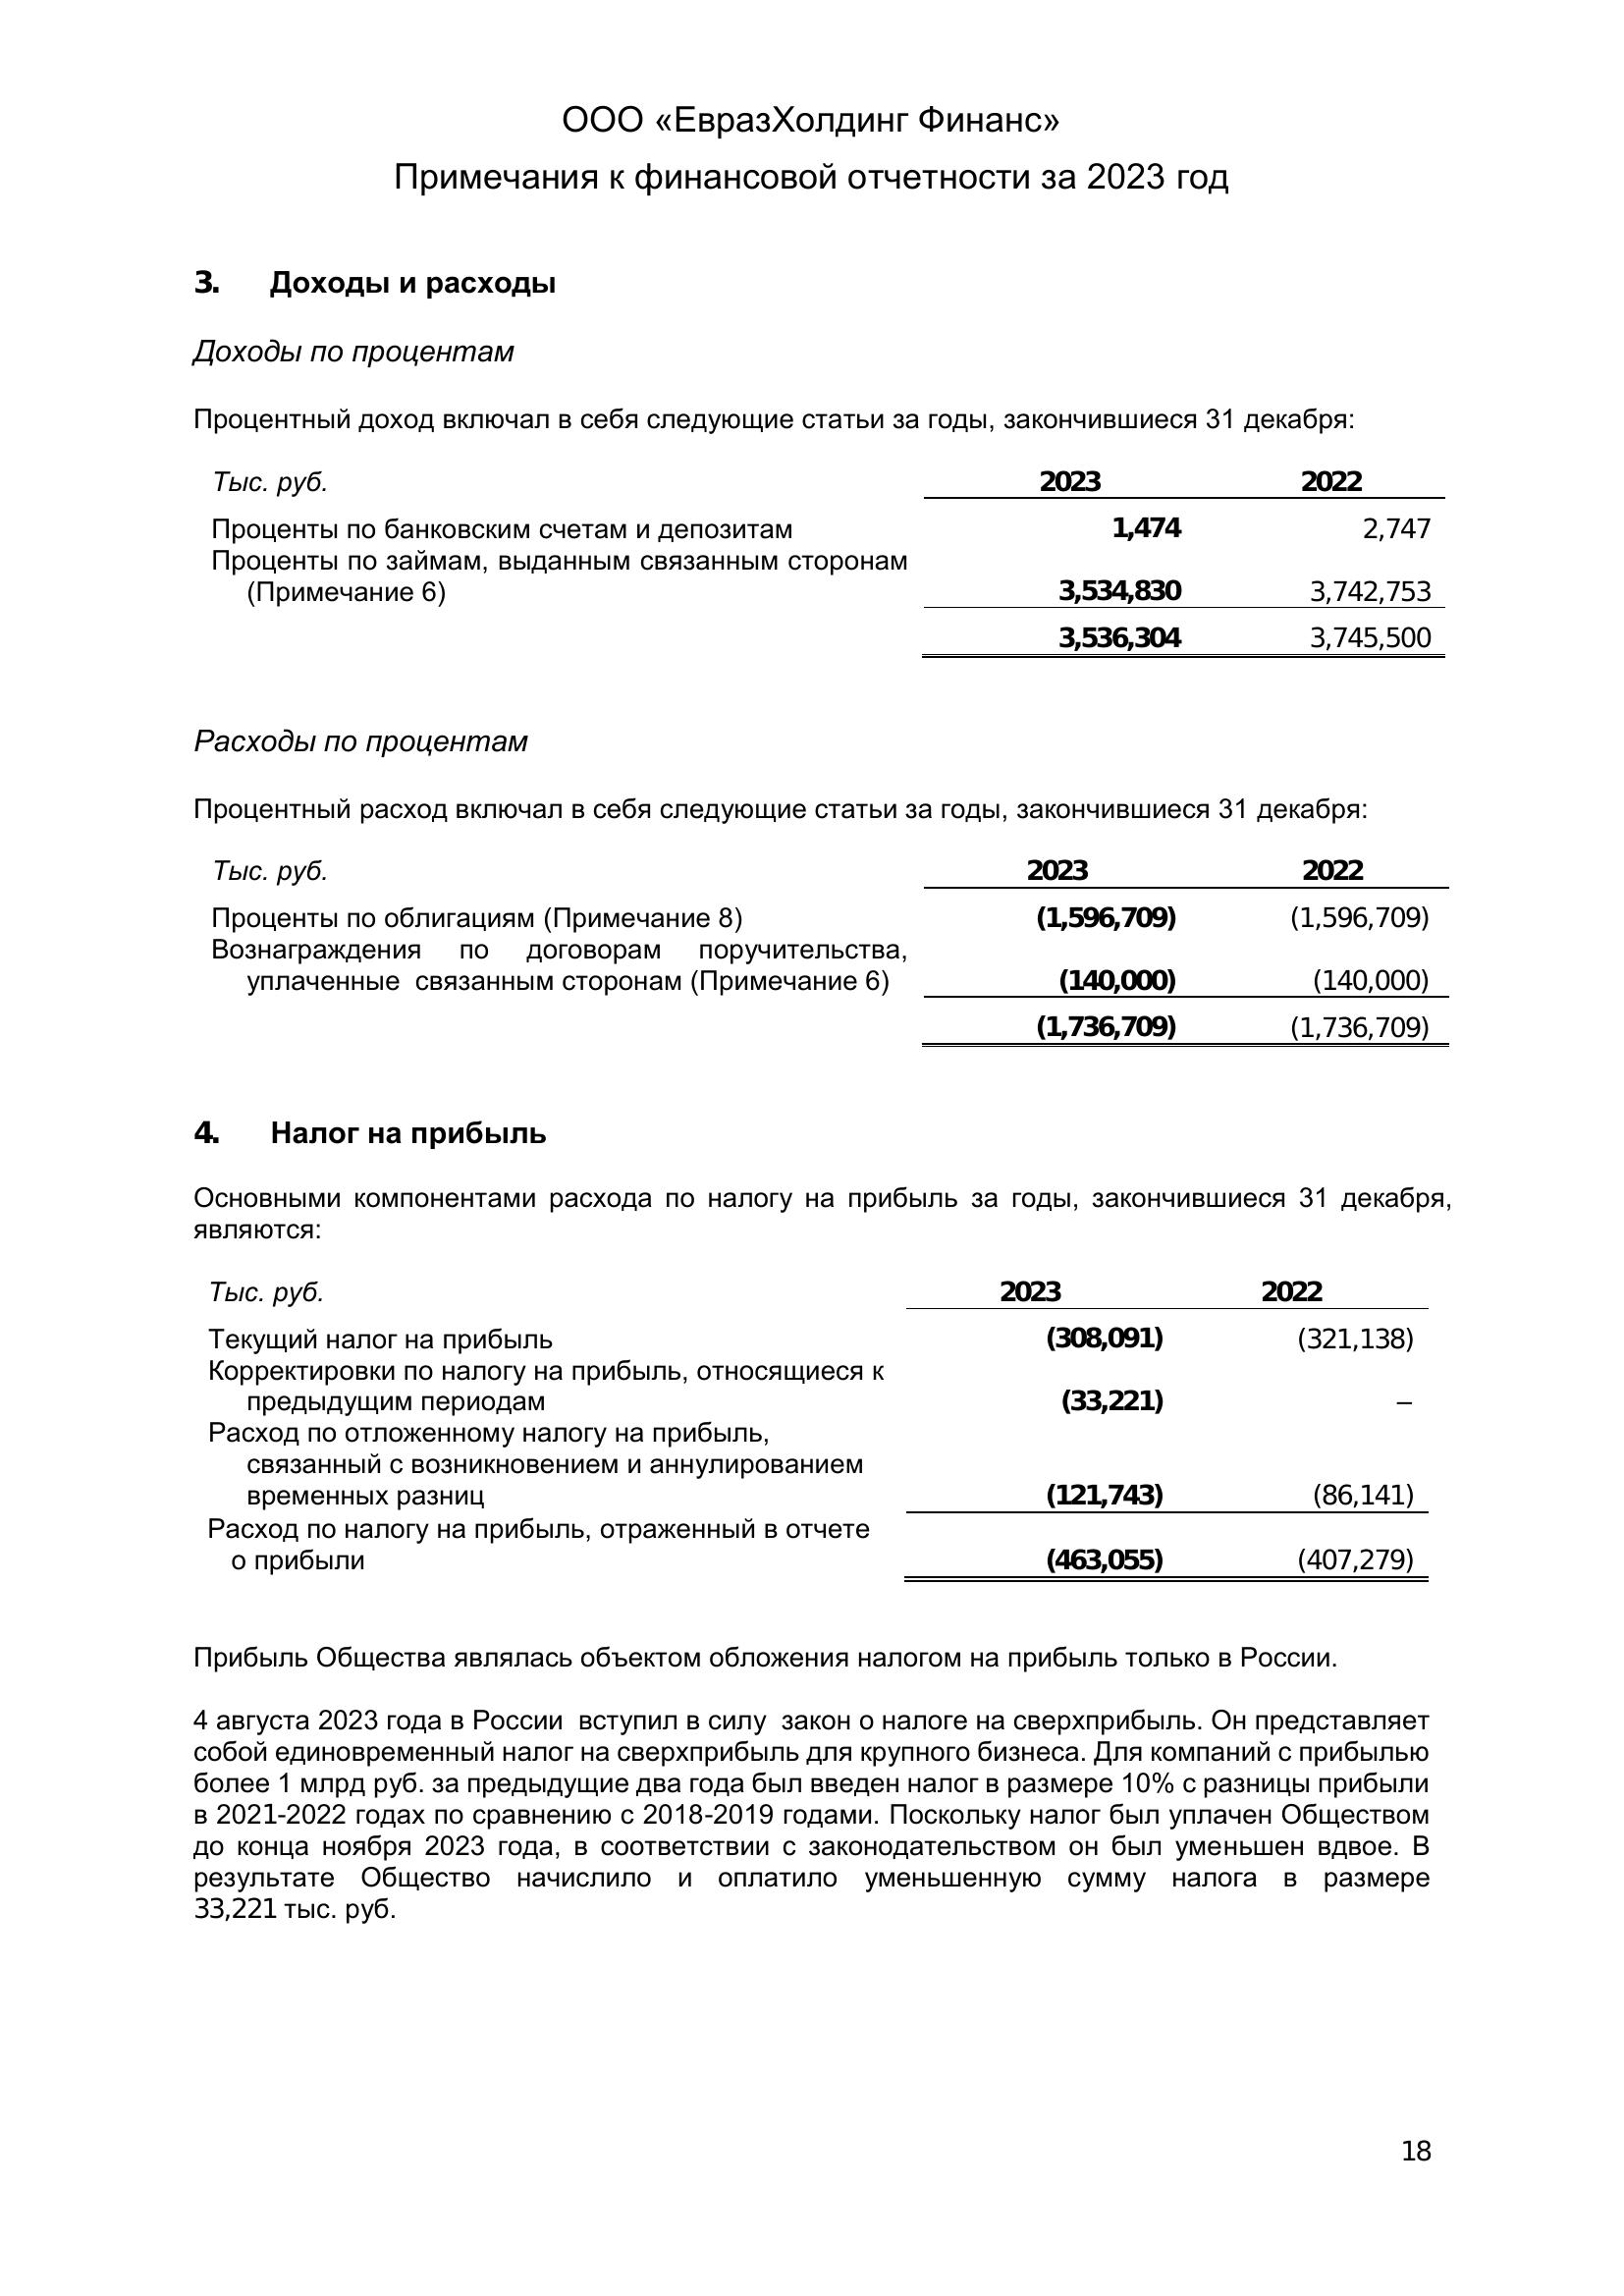 ООО «ЕвразХолдинг Финанс»
Примечания к финансовой отчетности за 2023 год
3. Доходы и расходы
Доходы по процентам
Процентный доход включал в себя следующие статьи за годы, закончившиеся 31 декабря:
Тыс. руб. 2023 2022
Проценты по банковским счетам и депозитам 1,474 2,747
Проценты по займам, выданным связанным сторонам
(Примечание 6) 3,534,830 3,742,753
3,536,304 3,745,500
Расходы по процентам
Процентный расход включал в себя следующие статьи за годы, закончившиеся 31 декабря:
Тыс. руб. 2023 2022
Проценты по облигациям (Примечание 8) (1,596,709) (1,596,709)
Вознаграждения по договорам поручительства,
уплаченные связанным сторонам (Примечание 6) (140,000) (140,000)
(1,736,709) (1,736,709)
4. Налог на прибыль
Основными компонентами расхода по налогу на прибыль за годы, закончившиеся 31 декабря,
являются:
Тыс. руб. 2023 2022
Текущий налог на прибыль (308,091) (321,138)
Корректировки по налогу на прибыль, относящиеся к
предыдущим периодам (33,221) –
Расход по отложенному налогу на прибыль,
связанный с возникновением и аннулированием
временных разниц (121,743) (86,141)
Расход по налогу на прибыль, отраженный в отчете
о прибыли (463,055) (407,279)
Прибыль Общества являлась объектом обложения налогом на прибыль только в России.
4 августа 2023 года в России вступил в силу закон о налоге на сверхприбыль. Он представляет
собой единовременный налог на сверхприбыль для крупного бизнеса. Для компаний с прибылью
более 1 млрд руб. за предыдущие два года был введен налог в размере 10% с разницы прибыли
в 2021-2022 годах по сравнению с 2018-2019 годами. Поскольку налог был уплачен Обществом
до конца ноября 2023 года, в соответствии с законодательством он был уменьшен вдвое. В
результате Общество начислило и оплатило уменьшенную сумму налога в размере
33,221 тыс. руб.
18